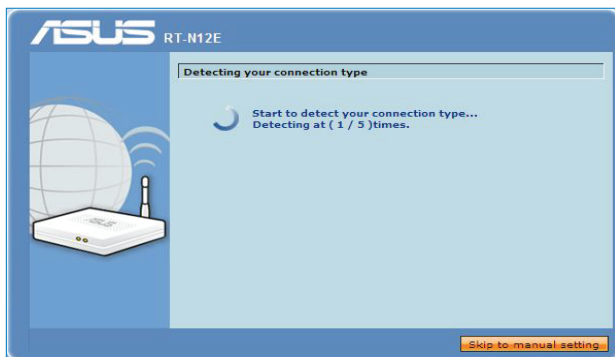 ASUS RT-N12E
Detecting your connection type
Start to detect your connection type...
Detecting at ( 1 / 5 )times.
ASUS
Skip to manual setting